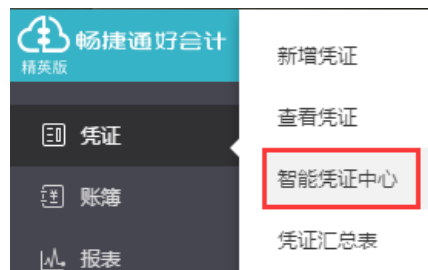 畅捷通好会计
精英版
凭证
账簿
报表
新增凭证
查看凭证
智能凭证中心
凭证汇总表